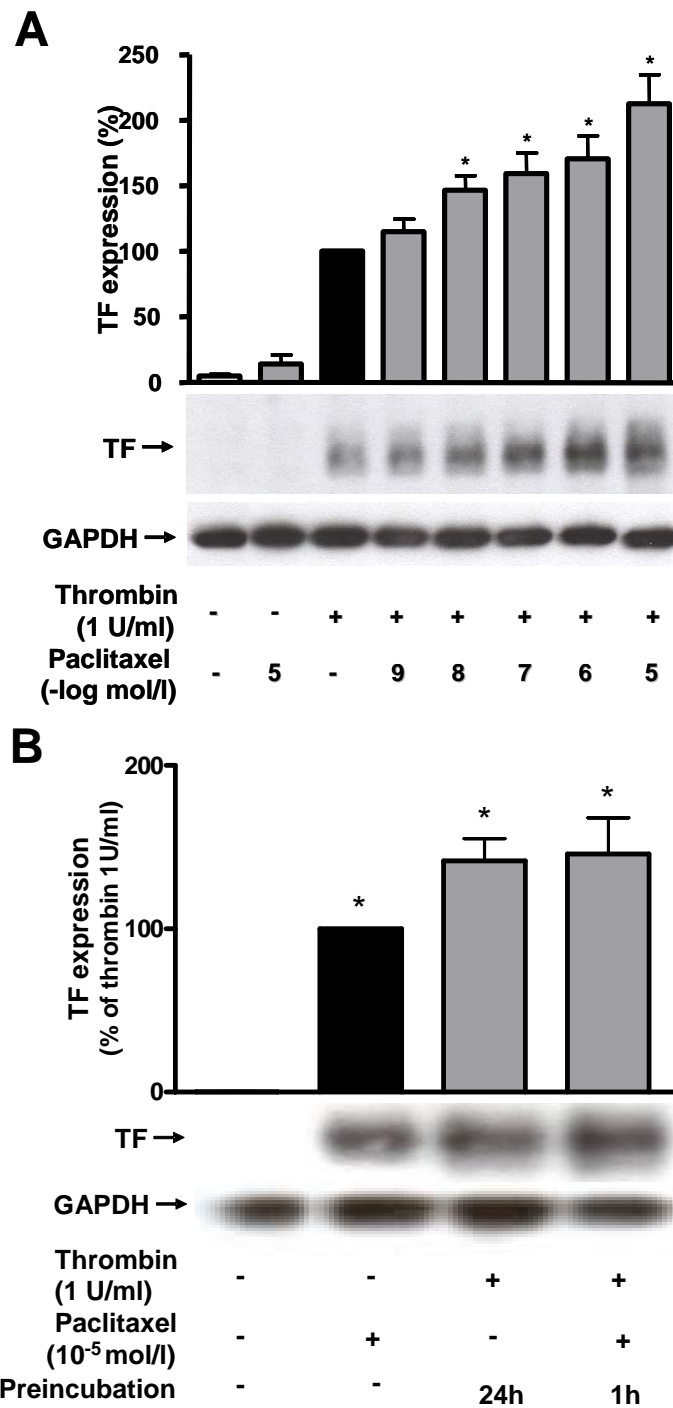 A
250
200
150
100
50
0
TF expression (%)
* * * * *
TF
GAPDH
Thrombin
(1 U/ml)
- - + + + + + +
Paclitaxel
(-log mol/l)
- 5 - 9 8 7 6 5
B
200
100
0
TF expression
(% of thrombin 1U/ml)
* * *
TF
GAPDH
Thrombin
(1 U/ml)
- - + +
Paclitaxel
(10⁻⁵ mol/l)
- + - +
Preincubation
- - 24h 1h